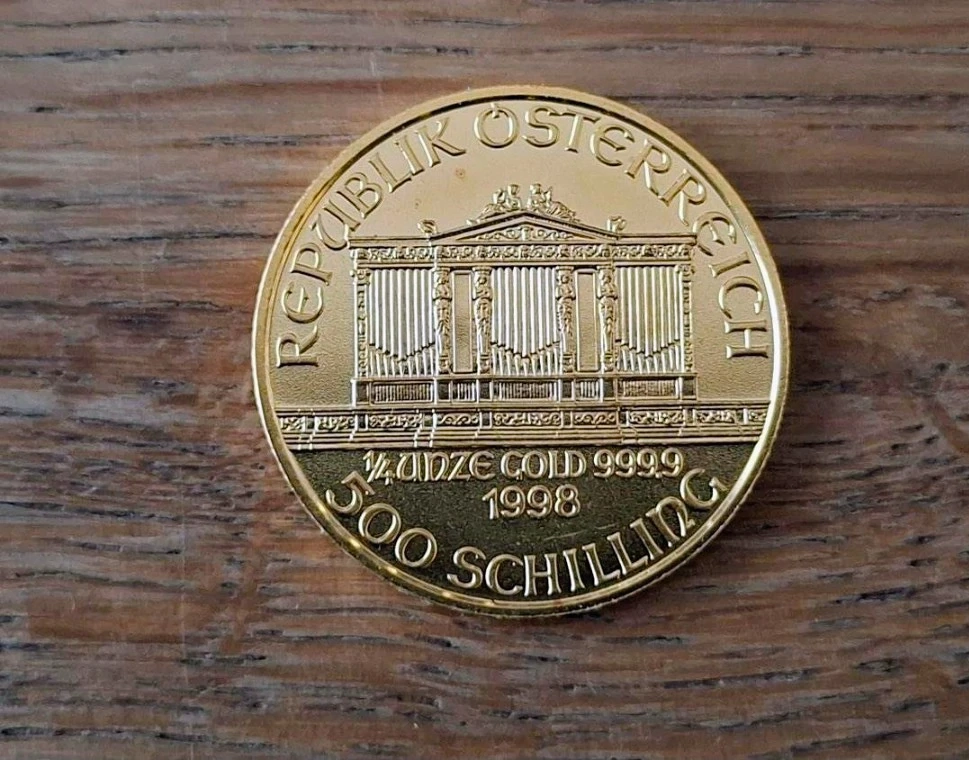 REPUBLIK ÖSTERREICH
1/4 UNZE GOLD 999.9
1998
500 SCHILLING